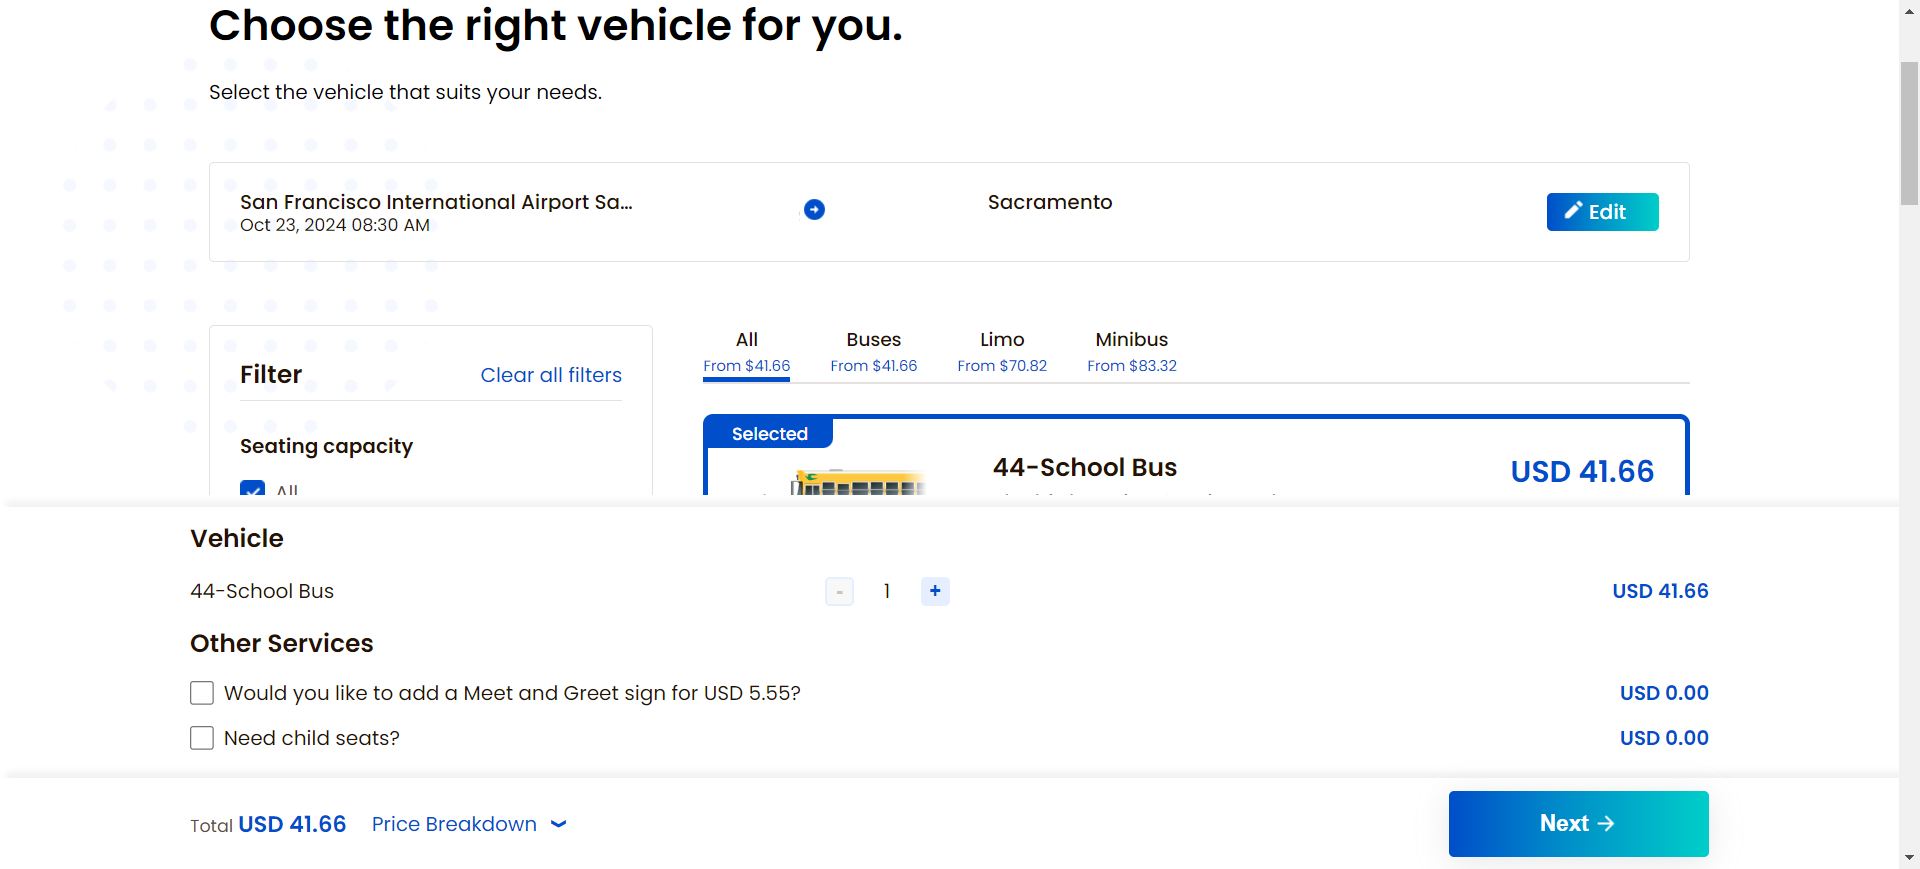 Choose the right vehicle for you.
Select the vehicle that suits your needs.
San Francisco International Airport Sa...
Oct 23, 2024 08:30 AM
Sacramento
Edit
Filter
Clear all filters
Seating capacity
All
All
From $41.66
Buses
From $41.66
Limo
From $70.82
Minibus
From $83.32
Selected
44-School Bus
USD 41.66
Vehicle
44-School Bus
- 1 +
USD 41.66
Other Services
Would you like to add a Meet and Greet sign for USD 5.55?
USD 0.00
Need child seats?
USD 0.00
Total USD 41.66
Price Breakdown
Next →